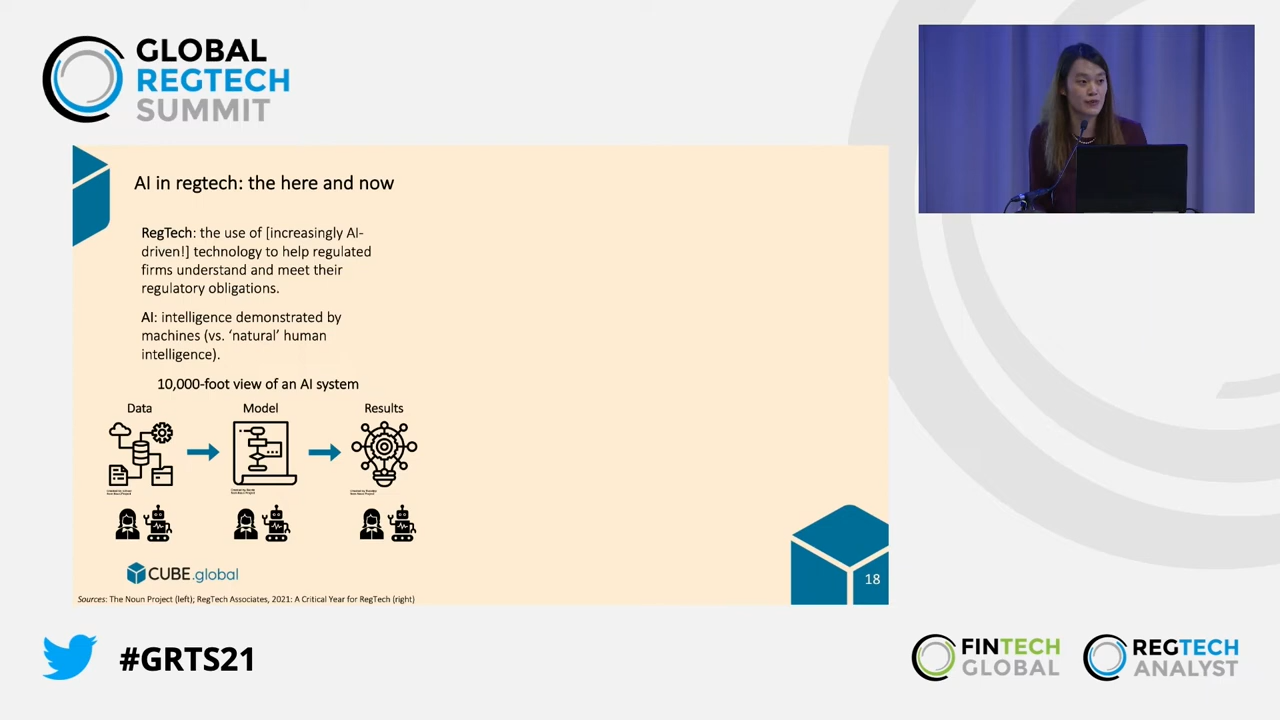 GLOBAL
REGTECH
SUMMIT
AI in regtech: the here and now
RegTech: the use of [increasingly AI-
driven!] technology to help regulated
firms understand and meet their
regulatory obligations.
AI: intelligence demonstrated by
machines (vs. ‘natural’ human
intelligence).
10,000-foot view of an AI system
Data
Model
Results
CUBE.global
18
Sources: The Noun Project (left); RegTech Associates, 2021: A Critical Year for RegTech (right)
#GRTS21
FINTECH
GLOBAL
REGTECH
ANALYST